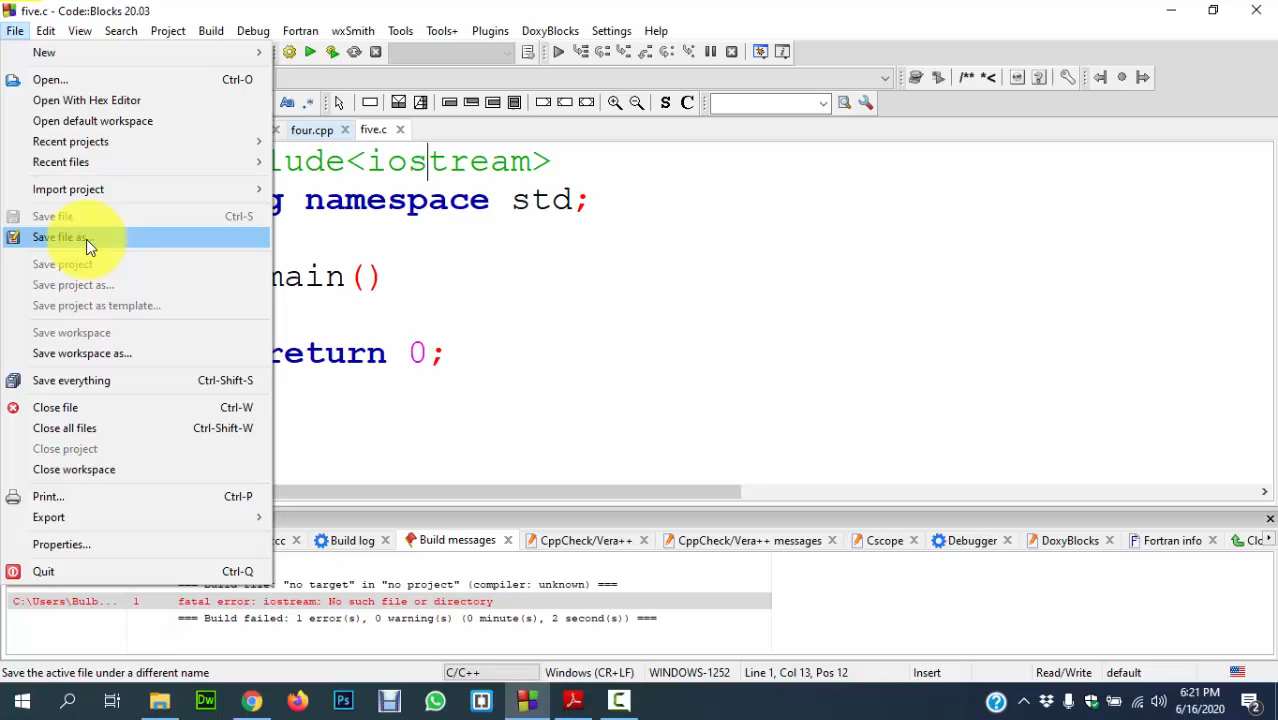 five.c - Code::Blocks 20.03
File Edit View Search Project Build Debug Fortran wxSmith Tools Tools+ Plugins DoxyBlocks Settings Help
New
Open... Ctrl-O
Open With Hex Editor
Open default workspace
Recent projects
Recent files
Import project
Save file Ctrl-S
Save file as...
Save project
Save project as...
Save project as template...
Save workspace
Save workspace as...
Save everything Ctrl-Shift-S
Close file Ctrl-W
Close all files Ctrl-Shift-W
Close project
Close workspace
Print... Ctrl-P
Export
Properties...
Quit Ctrl-Q
/** *<
S C
four.cpp five.c
lude<iostream>
g namespace std;
main()
return 0;
cc Build log Build messages CppCheck/Vera++ CppCheck/Vera++ messages Cscope Debugger DoxyBlocks Fortran info Clo
=== Build file: "no target" in "no project" (compiler: unknown) ===
C:\Users\Bulb... 1 fatal error: iostream: No such file or directory
=== Build failed: 1 error(s), 0 warning(s) (0 minute(s), 2 second(s)) ===
Save the active file under a different name C/C++ Windows (CR+LF) WINDOWS-1252 Line 1, Col 13, Pos 12 Insert Read/Write default
Dw Ps 6:21 PM
6/16/2020 2